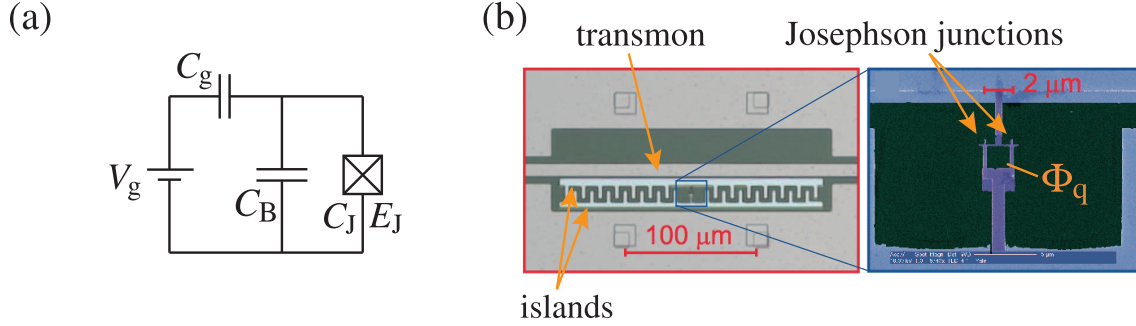 (a)
C_g
V_g
C_B
C_J E_J
(b)
transmon
Josephson junctions
100 μm
islands
2 μm
Φ_q